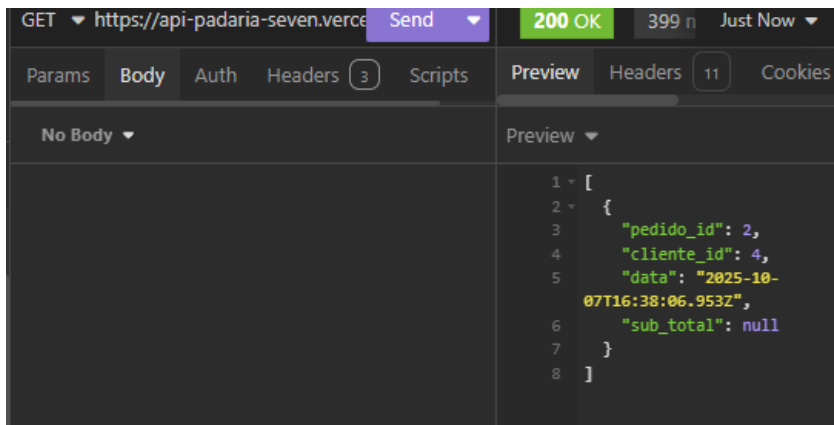 GET https://api-padaria-seven.verce Send 200 OK 399 Just Now
Params Body Auth Headers 3 Scripts Preview Headers 11 Cookies
No Body Preview
1 [
2 {
3 "pedido_id": 2,
4 "cliente_id": 4,
5 "data": "2025-10-
07T16:38:06.953Z",
6 "sub_total": null
7 }
8 ]